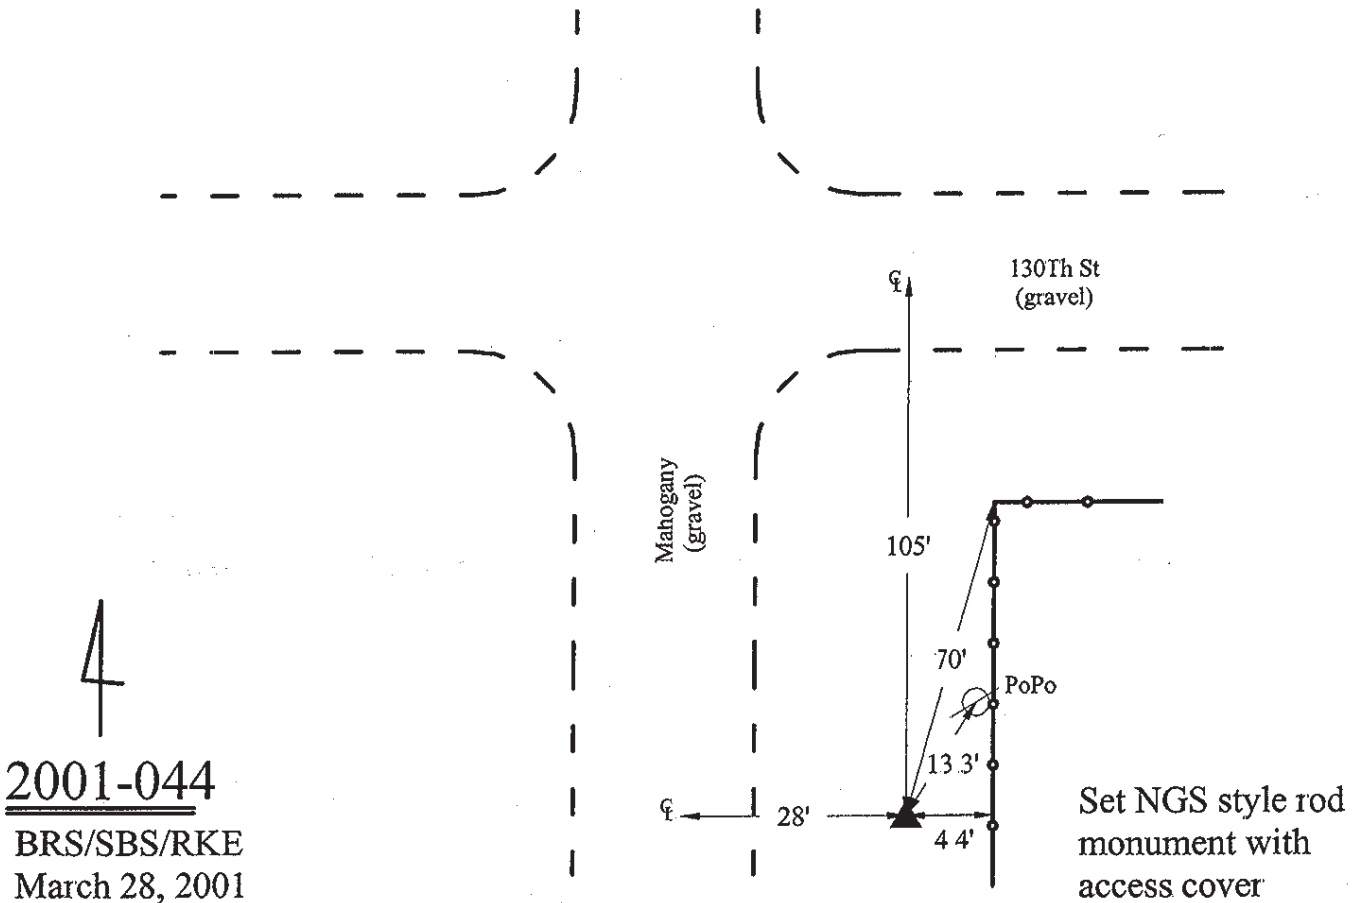 130Th St
(gravel)
℄
Mahogany
(gravel)
105'
70'
PoPo
13 3'
℄
28'
4 4'
2001-044
BRS/SBS/RKE
March 28, 2001
Set NGS style rod
monument with
access cover